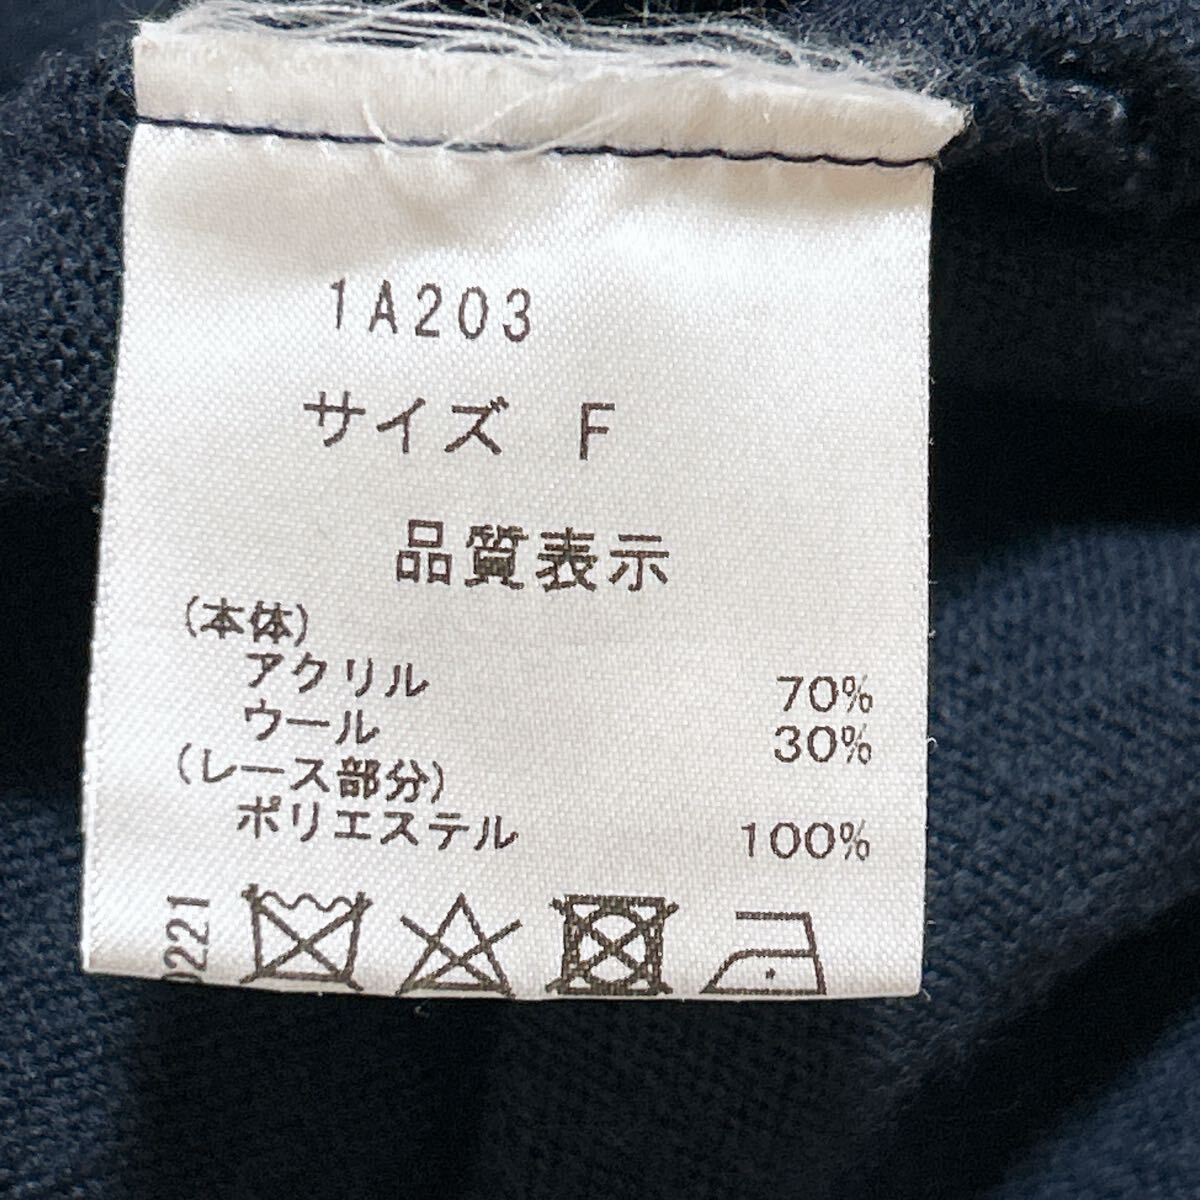 1A203
サイズ F
品質表示
(本体)
アクリル 70%
ウール 30%
(レース部分)
ポリエステル 100%
0221